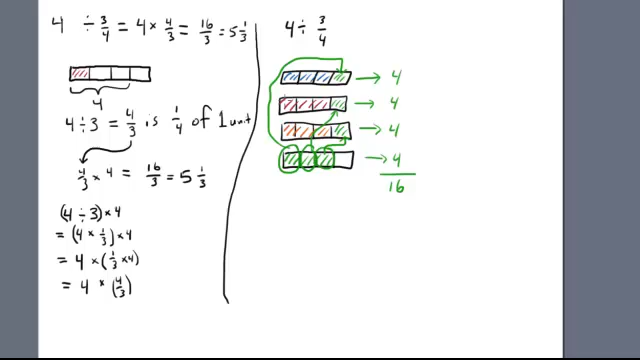 4 ÷ 3/4 = 4 × 4/3 = 16/3 = 5 1/3
4
4 ÷ 3 = 4/3 is 1/4 of 1 unit
4/3 × 4 = 16/3 = 5 1/3
(4 ÷ 3) × 4
= (4 × 1/3) × 4
= 4 × (1/3 × 4)
= 4 × (4/3)
4 ÷ 3/4
→ 4
→ 4
→ 4
→ 4
16